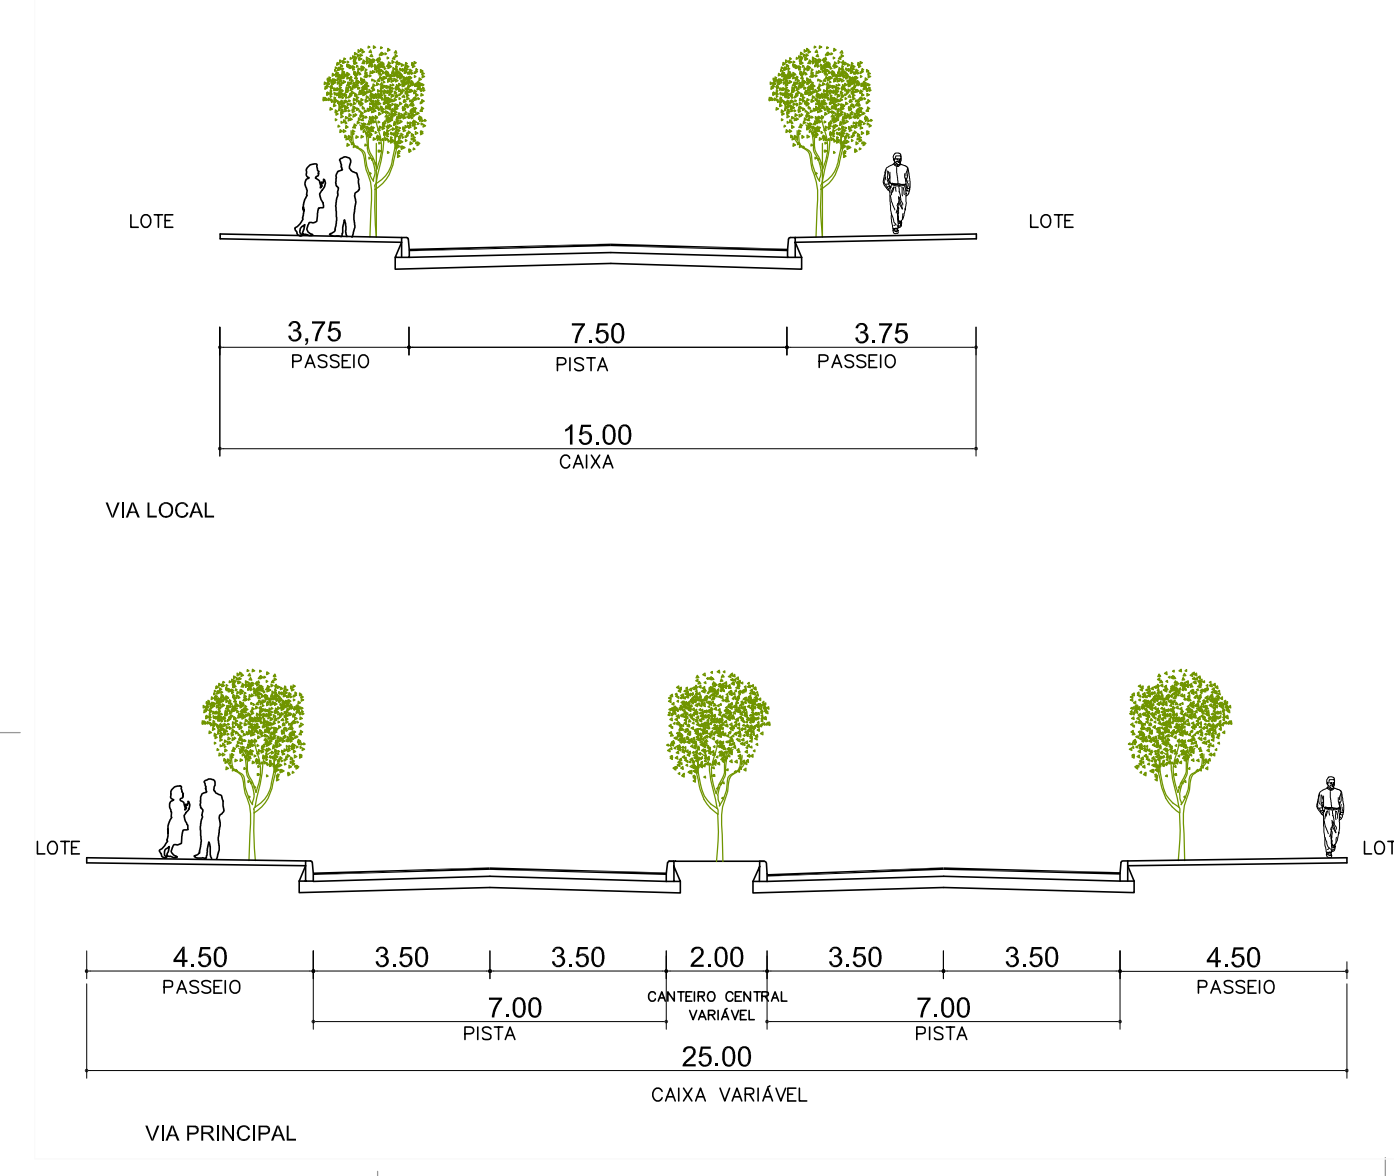 LOTE
LOTE
3,75 7.50 3.75
PASSEIO PISTA PASSEIO
15.00
CAIXA
VIA LOCAL
LOTE
LOT
4.50 3.50 3.50 2.00 3.50 3.50 4.50
PASSEIO PASSEIO
CANTEIRO CENTRAL
VARIÁVEL
7.00 7.00
PISTA PISTA
25.00
CAIXA VARIÁVEL
VIA PRINCIPAL